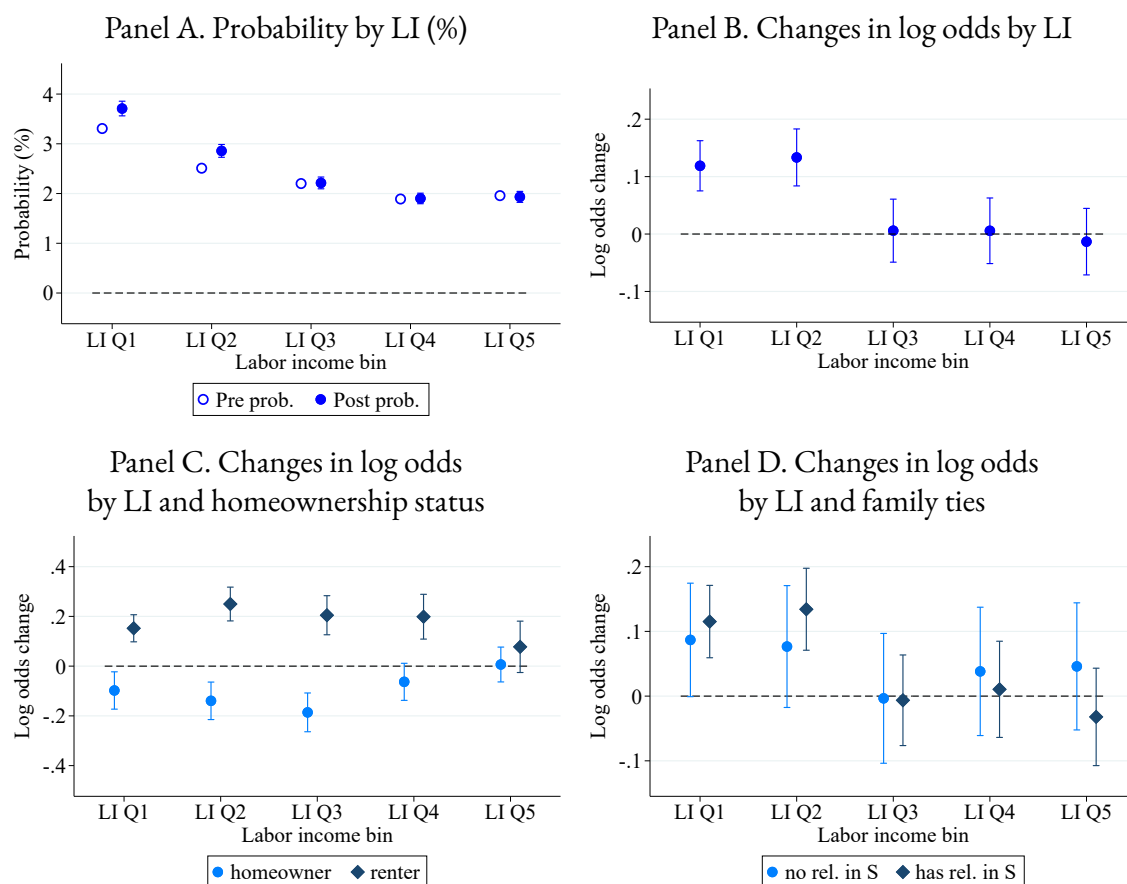 Panel A. Probability by LI (%)
Probability (%)
4
3
2
1
0
LI Q1 LI Q2 LI Q3 LI Q4 LI Q5
Labor income bin
Pre prob. Post prob.
Panel B. Changes in log odds by LI
Log odds change
.2
0.1
0
-.1
LI Q1 LI Q2 LI Q3 LI Q4 LI Q5
Labor income bin
Panel C. Changes in log odds
by LI and homeownership status
Log odds change
.4
.2
0
-.2
-.4
LI Q1 LI Q2 LI Q3 LI Q4 LI Q5
Labor income bin
homeowner renter
Panel D. Changes in log odds
by LI and family ties
Log odds change
.2
0.1
0
-.1
LI Q1 LI Q2 LI Q3 LI Q4 LI Q5
Labor income bin
no rel. in S has rel. in S